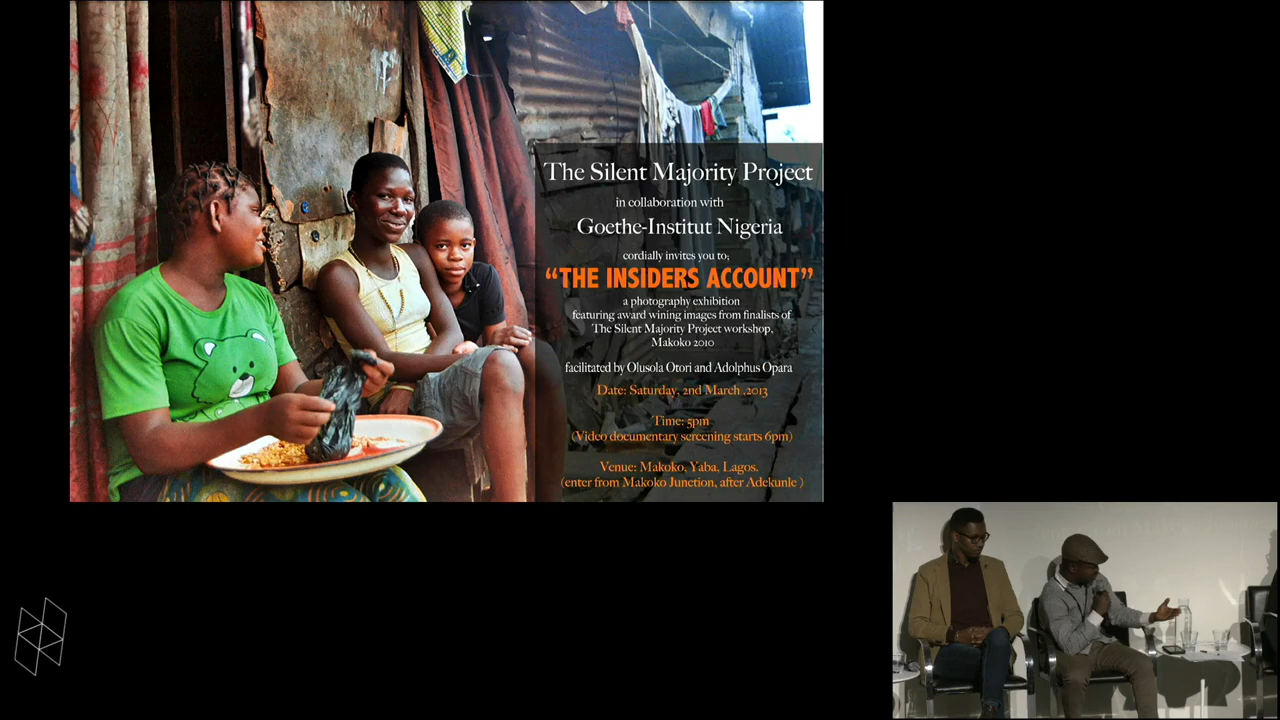 The Silent Majority Project
in collaboration with
Goethe-Institut Nigeria
cordially invites you to;
“THE INSIDERS ACCOUNT”
a photography exhibition
featuring award wining images from finalists of
The Silent Majority Project workshop,
Makoko 2010
facilitated by Olusola Otori and Adolphus Opara
Date: Saturday, 2nd March ,2013
Time: 5pm
(Video documentary screening starts 6pm)
Venue: Makoko, Yaba, Lagos.
(enter from Makoko Junction, after Adekunle )